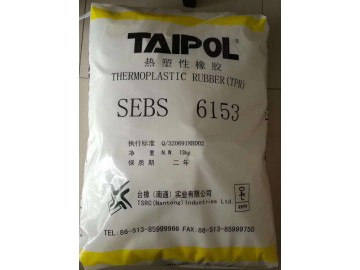 TAIPOL®
热塑性橡胶
THERMOPLASTIC RUBBER(TPR)
SEBS 6153
执行标准 Q/320691NBD02
净 重 N.W. 12kg
保 质 期 二年
台橡(南通)实业有限公司
TSRC(Nantong)Industries Ltd.
TEL:86-513-85999966 FAX:86-513-85999750